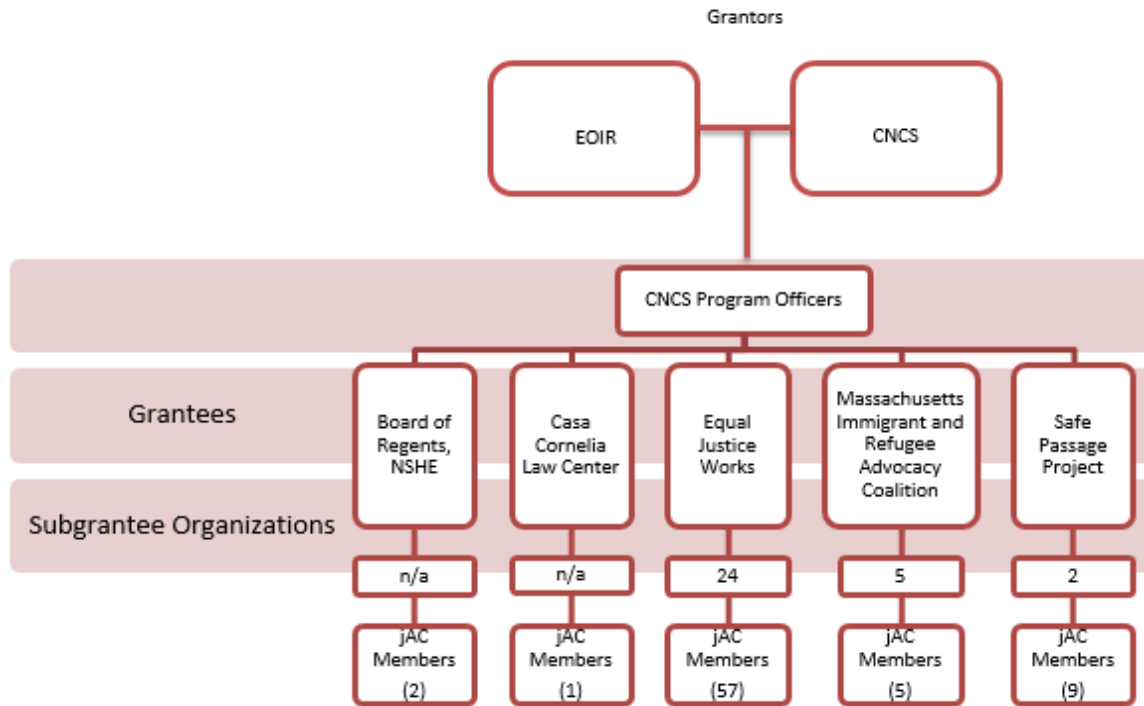 Grantors
EOIR
CNCS
CNCS Program Officers
Grantees
Board of
Regents,
NSHE
Casa
Cornelia
Law Center
Equal
Justice
Works
Massachusetts
Immigrant and
Refugee
Advocacy
Coalition
Safe
Passage
Project
Subgrantee Organizations
n/a
n/a
24
5
2
jAC
Members
(2)
jAC
Members
(1)
jAC
Members
(57)
jAC
Members
(5)
jAC
Members
(9)